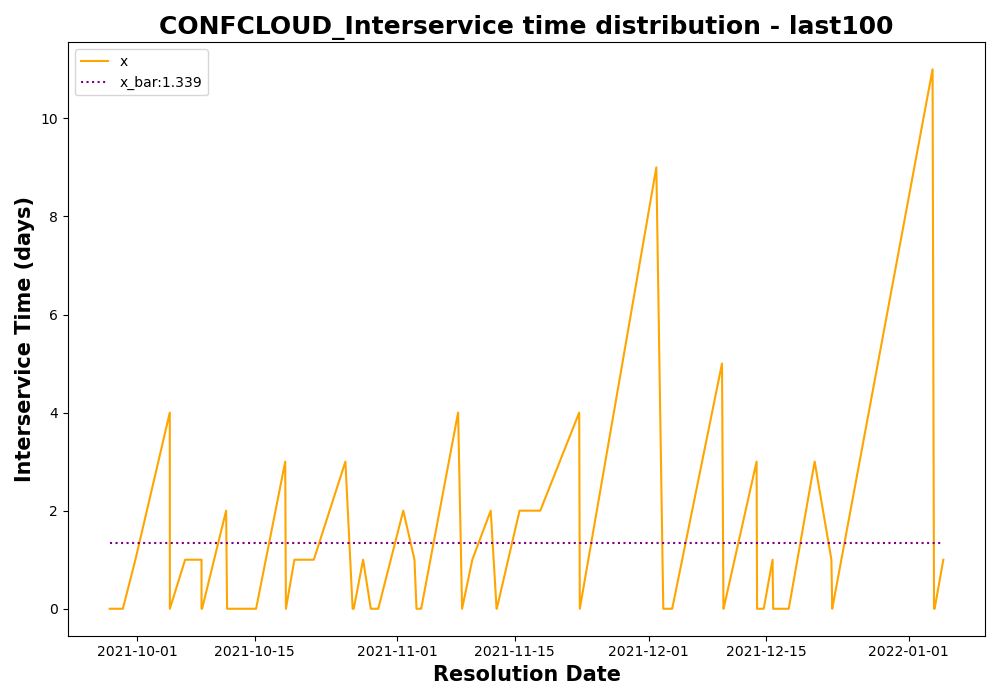 CONFCLOUD_Interservice time distribution - last100
x
x_bar:1.339
Interservice Time (days)
10
8
6
4
2
0
2021-10-01 2021-10-15 2021-11-01 2021-11-15 2021-12-01 2021-12-15 2022-01-01
Resolution Date